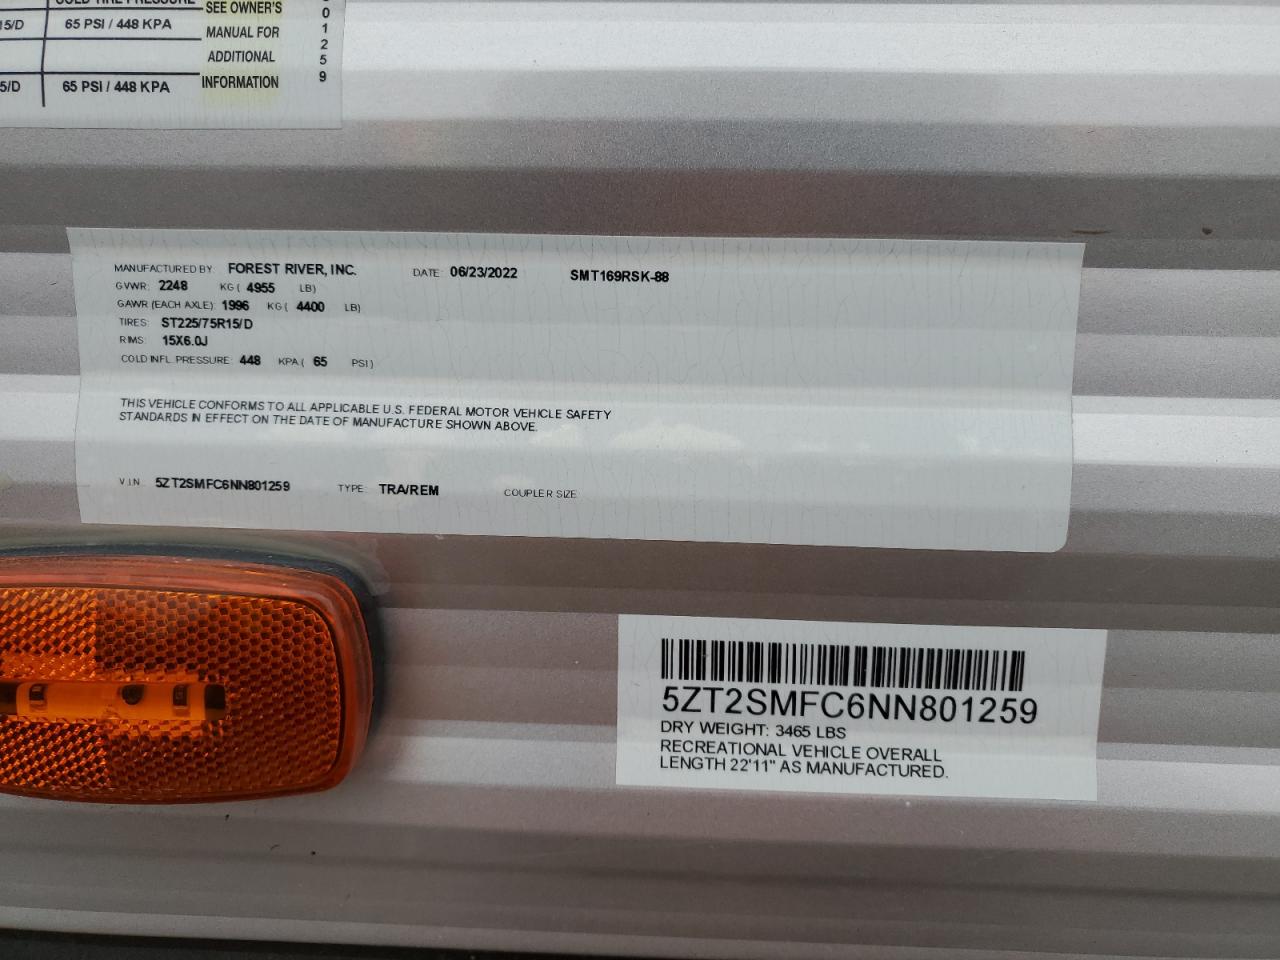 COLD TIRE PRESSURE
SEE OWNER'S
15/D 65 PSI / 448 KPA
MANUAL FOR
ADDITIONAL
5/D 65 PSI / 448 KPA
INFORMATION
0
1
2
5
9
MANUFACTURED BY: FOREST RIVER, INC. DATE: 06/23/2022 SMT169RSK-88
GVWR: 2248 KG ( 4955 LB)
GAWR (EACH AXLE): 1996 KG ( 4400 LB)
TIRES: ST225/75R15/D
RIMS: 15X6.0J
COLD INFL. PRESSURE: 448 KPA ( 65 PSI )
THIS VEHICLE CONFORMS TO ALL APPLICABLE U.S. FEDERAL MOTOR VEHICLE SAFETY
STANDARDS IN EFFECT ON THE DATE OF MANUFACTURE SHOWN ABOVE.
V.I.N. 5ZT2SMFC6NN801259 TYPE: TRA/REM COUPLER SIZE:
5ZT2SMFC6NN801259
DRY WEIGHT: 3465 LBS
RECREATIONAL VEHICLE OVERALL
LENGTH 22'11" AS MANUFACTURED.